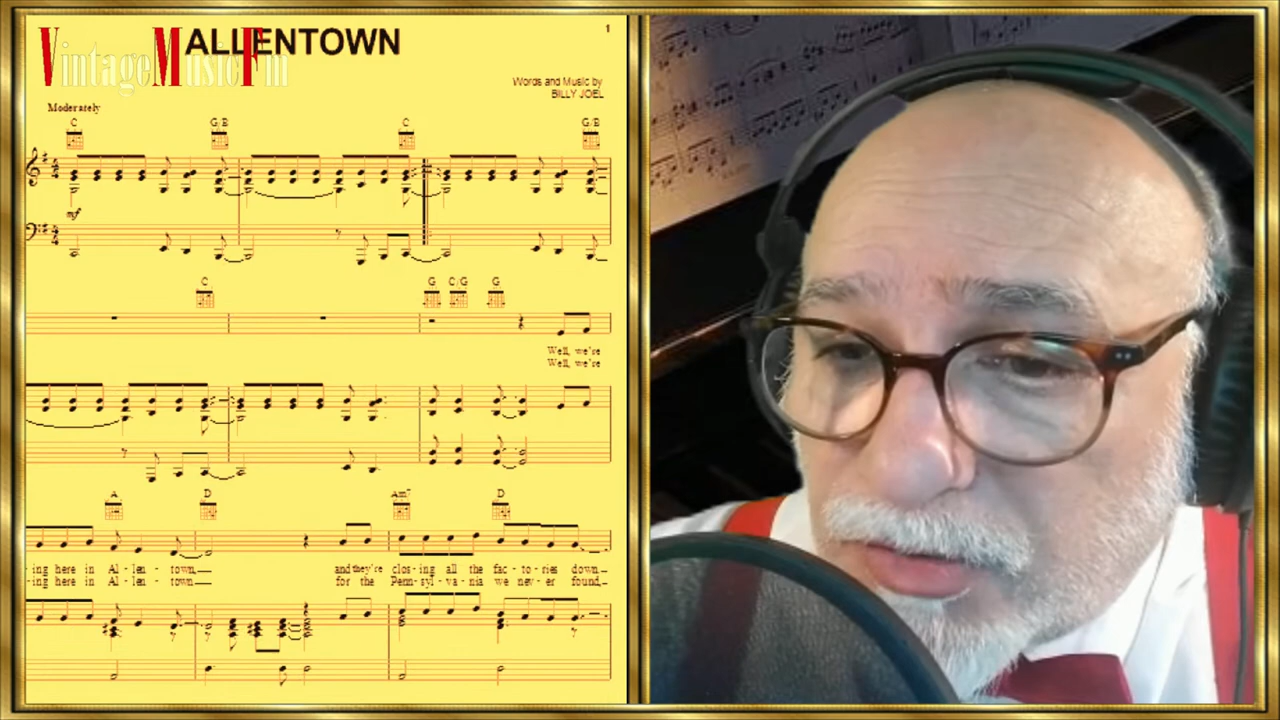 VintageMusicFm
ALLENTOWN
1
Words and Music by
BILLY JOEL
Moderately
C G/B C G/B
mf
C G C/G G
Well, we're
Well, we're
A D Am7 D
ing here in Al - len - town, and they're clos - ing all the fac - to - ries down.
ing here in Al - len - town for the Penn - syl - va - nia we nev - er found,